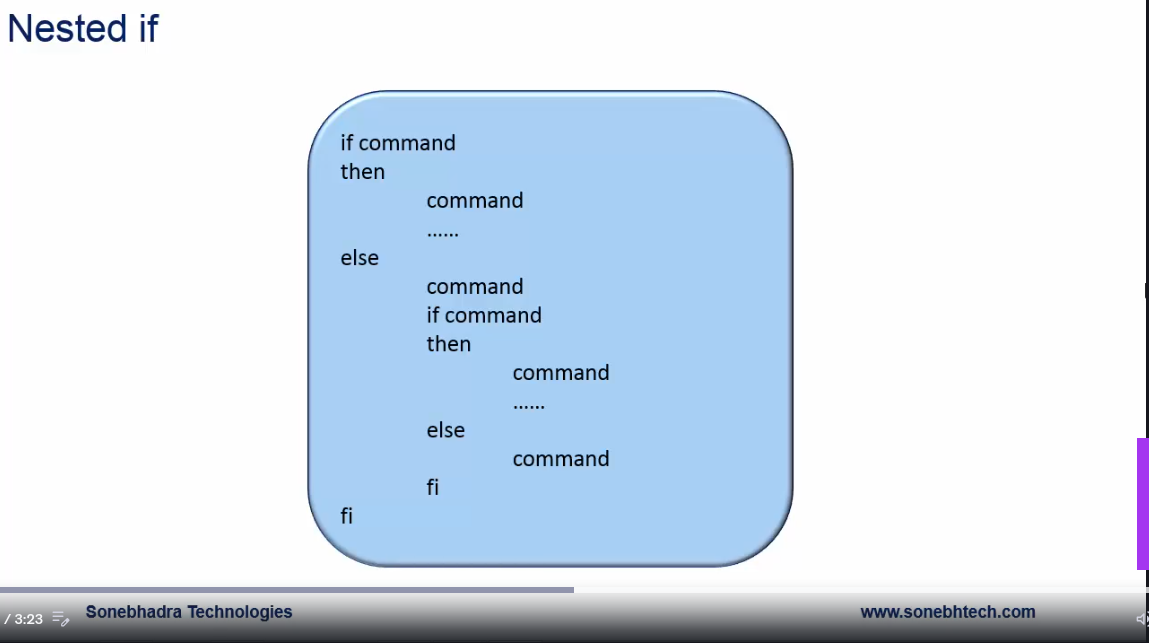 Nested if
if command
then
command
......
else
command
if command
then
command
......
else
command
fi
fi
/ 3:23
Sonebhadra Technologies
www.sonebhtech.com